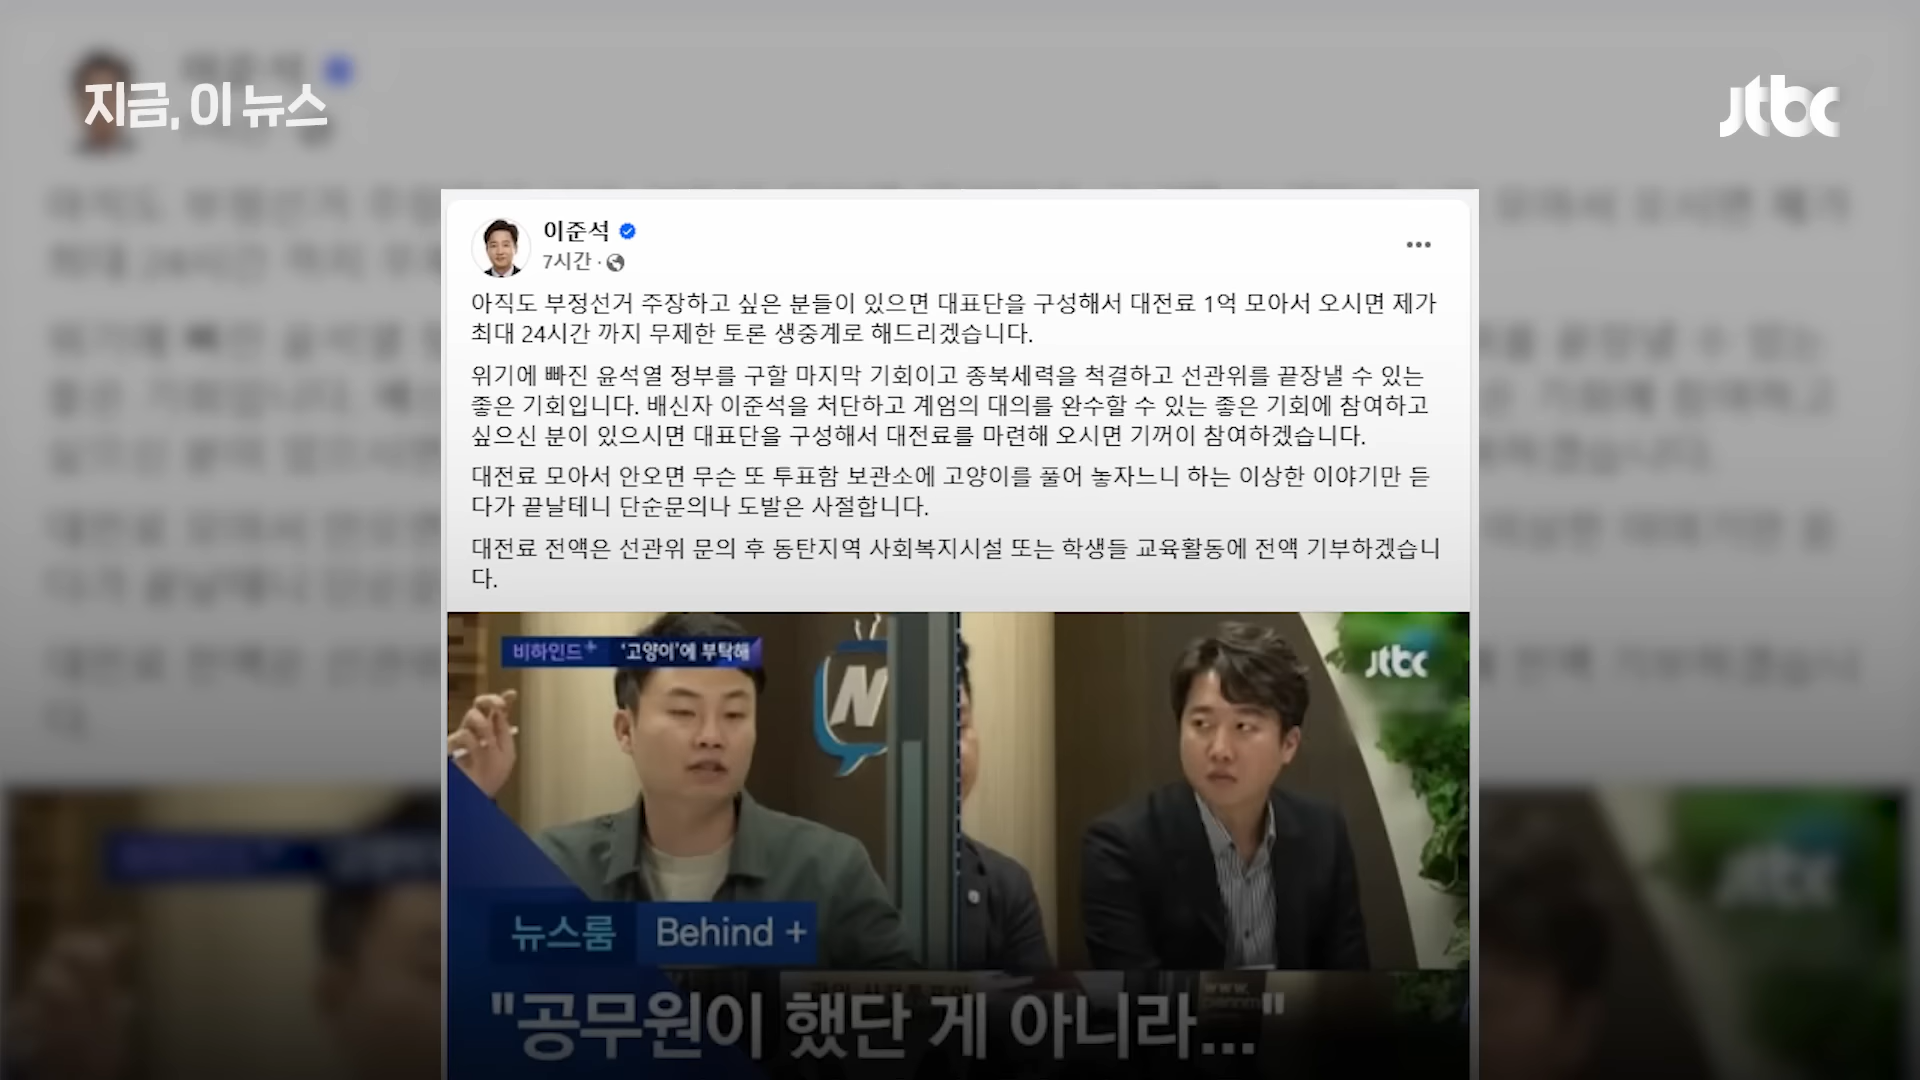 지금, 이 뉴스
jtbc
이준석
7시간 ·
아직도 부정선거 주장하고 싶은 분들이 있으면 대표단을 구성해서 대전료 1억 모아서 오시면 제가
최대 24시간 까지 무제한 토론 생중계로 해드리겠습니다.
위기에 빠진 윤석열 정부를 구할 마지막 기회이고 종북세력을 척결하고 선관위를 끝장낼 수 있는
좋은 기회입니다. 배신자 이준석을 처단하고 계엄의 대의를 완수할 수 있는 좋은 기회에 참여하고
싶으신 분이 있으시면 대표단을 구성해서 대전료를 마련해 오시면 기꺼이 참여하겠습니다.
대전료 모아서 안오면 무슨 또 투표함 보관소에 고양이를 풀어 놓자느니 하는 이상한 이야기만 듣
다가 끝날테니 단순문의나 도발은 사절합니다.
대전료 전액은 선관위 문의 후 동탄지역 사회복지시설 또는 학생들 교육활동에 전액 기부하겠습니
다.
비하인드+ '고양이'에 부탁해
jtbc
N
뉴스룸 Behind +
"공무원이 했단 게 아니라..."